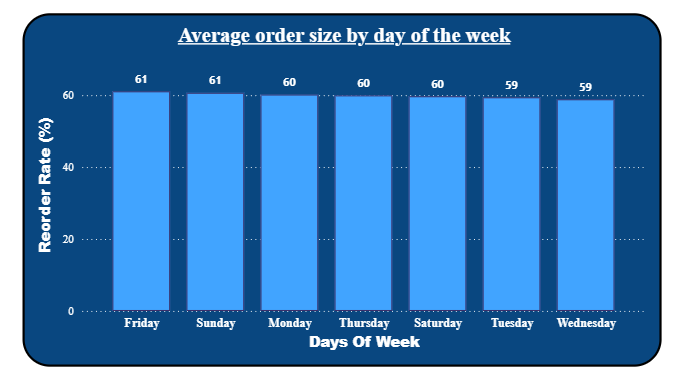 Average order size by day of the week
61 61 60 60 60 59 59
60
40
20
0
Reorder Rate (%)
Friday Sunday Monday Thursday Saturday Tuesday Wednesday
Days Of Week